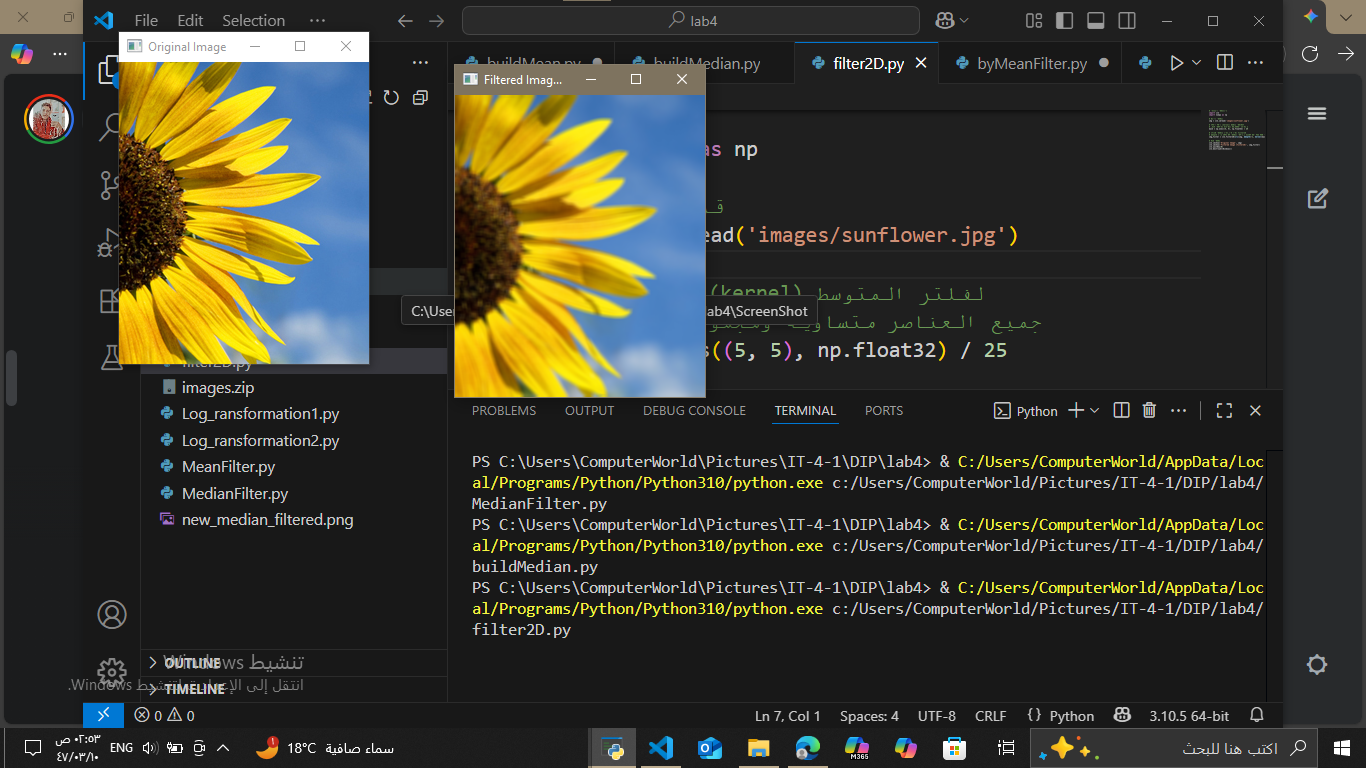 File Edit Selection ···
lab4
Original Image
Filtered Imag...
buildMean.py
buildMedian.py
filter2D.py
byMeanFilter.py
as np
ead('images/sunflower.jpg')
(kernel) لفلتر المتوسط
جميع العناصر متساوية
s((5, 5), np.float32) / 25
C:\User
lab4\ScreenShot
filter2D.py
images.zip
Log_ransformation1.py
Log_ransformation2.py
MeanFilter.py
MedianFilter.py
new_median_filtered.png
OUTLINE
TIMELINE
تنشيط Windows
انتقل إلى الإعدادات لتنشيط Windows.
PROBLEMS OUTPUT DEBUG CONSOLE TERMINAL PORTS
Python
PS C:\Users\ComputerWorld\Pictures\IT-4-1\DIP\lab4> & C:/Users/ComputerWorld/AppData/Loc
al/Programs/Python/Python310/python.exe c:/Users/ComputerWorld/Pictures/IT-4-1/DIP/lab4/
MedianFilter.py
PS C:\Users\ComputerWorld\Pictures\IT-4-1\DIP\lab4> & C:/Users/ComputerWorld/AppData/Loc
al/Programs/Python/Python310/python.exe c:/Users/ComputerWorld/Pictures/IT-4-1/DIP/lab4/
buildMedian.py
PS C:\Users\ComputerWorld\Pictures\IT-4-1\DIP\lab4> & C:/Users/ComputerWorld/AppData/Loc
al/Programs/Python/Python310/python.exe c:/Users/ComputerWorld/Pictures/IT-4-1/DIP/lab4/
filter2D.py
0 0
Ln 7, Col 1 Spaces: 4 UTF-8 CRLF {} Python 3.10.5 64-bit
٠٢:٥٣ ص
٤٧/٠٣/١٠
ENG
18°C سماء صافية
1
M365
اكتب هنا للبحث